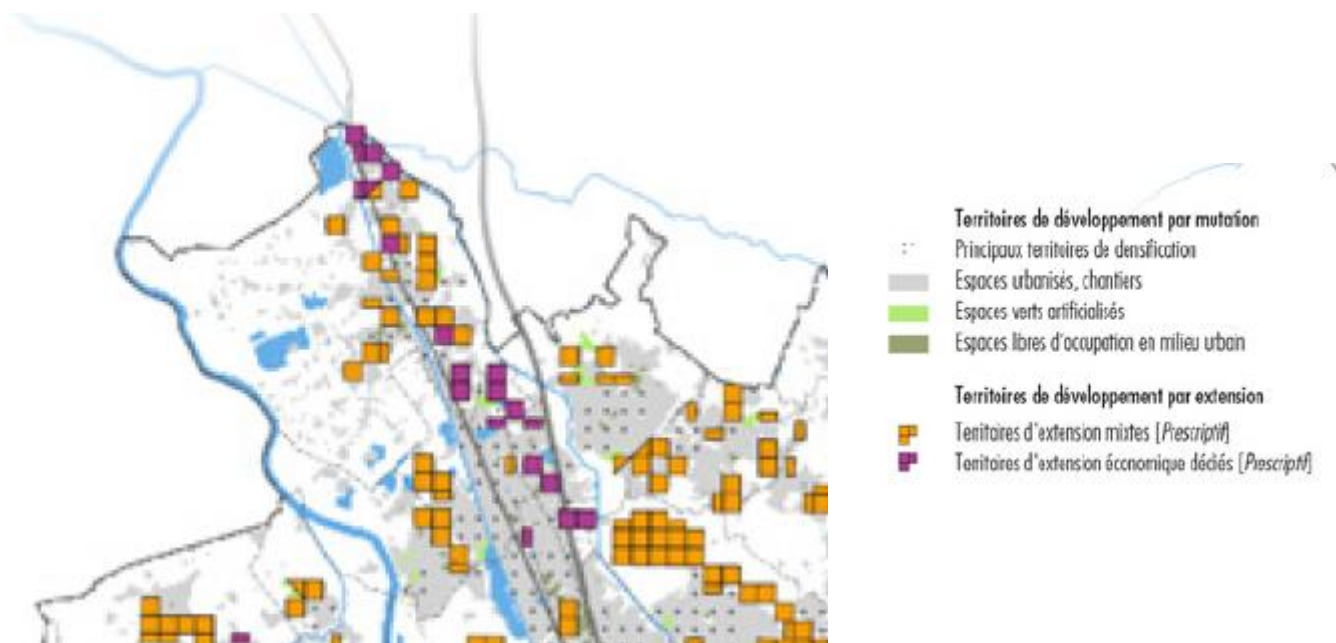 Territoires de développement par mutation
Principaux territoires de densification
Espaces urbanisés, chantiers
Espaces verts artificialisés
Espaces libres d'occupation en milieu urbain
Territoires de développement par extension
Territoires d'extension mixtes [Prescriptif]
Territoires d'extension économique dédiés [Prescriptif]